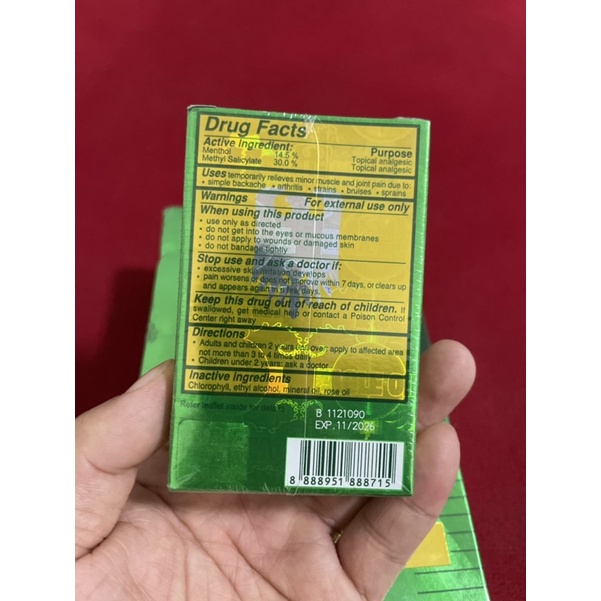 Drug Facts
Active Ingredient: Purpose
Menthol 14.5 % Topical analgesic
Methyl Salicylate 30.0 % Topical analgesic
Uses temporarily relieves minor muscle and joint pain due to:
• simple backache • arthritis • strains • bruises • sprains
Warnings For external use only
When using this product
• use only as directed
• do not get into the eyes or mucous membranes
• do not apply to wounds or damaged skin
• do not bandage tightly
Stop use and ask a doctor if:
• excessive skin irritation develops
• pain worsens or does not improve within 7 days, or clears up
and appears again in a few days.
Keep this drug out of reach of children. If
swallowed, get medical help or contact a Poison Control
Center right away
Directions
• Adults and children 2 years and over: apply to affected area
not more than 3 to 4 times daily
• Children under 2 years: ask a doctor
Inactive ingredients
Chlorophyll, ethyl alcohol, mineral oil, rose oil
Refer leaflet inside for
B 1121090
EXP. 11/2026
8 888951 888715